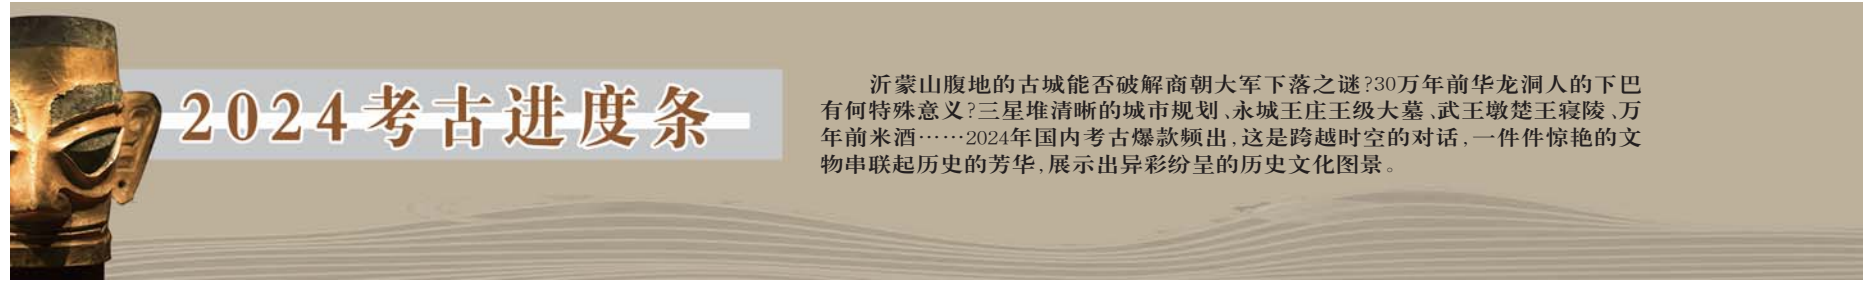 2024考古进度条
沂蒙山腹地的古城能否破解商朝大军下落之谜?30万年前华龙洞人的下巴
有何特殊意义?三星堆清晰的城市规划、永城王庄王级大墓、武王墩楚王寝陵、万
年前米酒……2024年国内考古爆款频出,这是跨越时空的对话,一件件惊艳的文
物串联起历史的芳华,展示出异彩纷呈的历史文化图景。